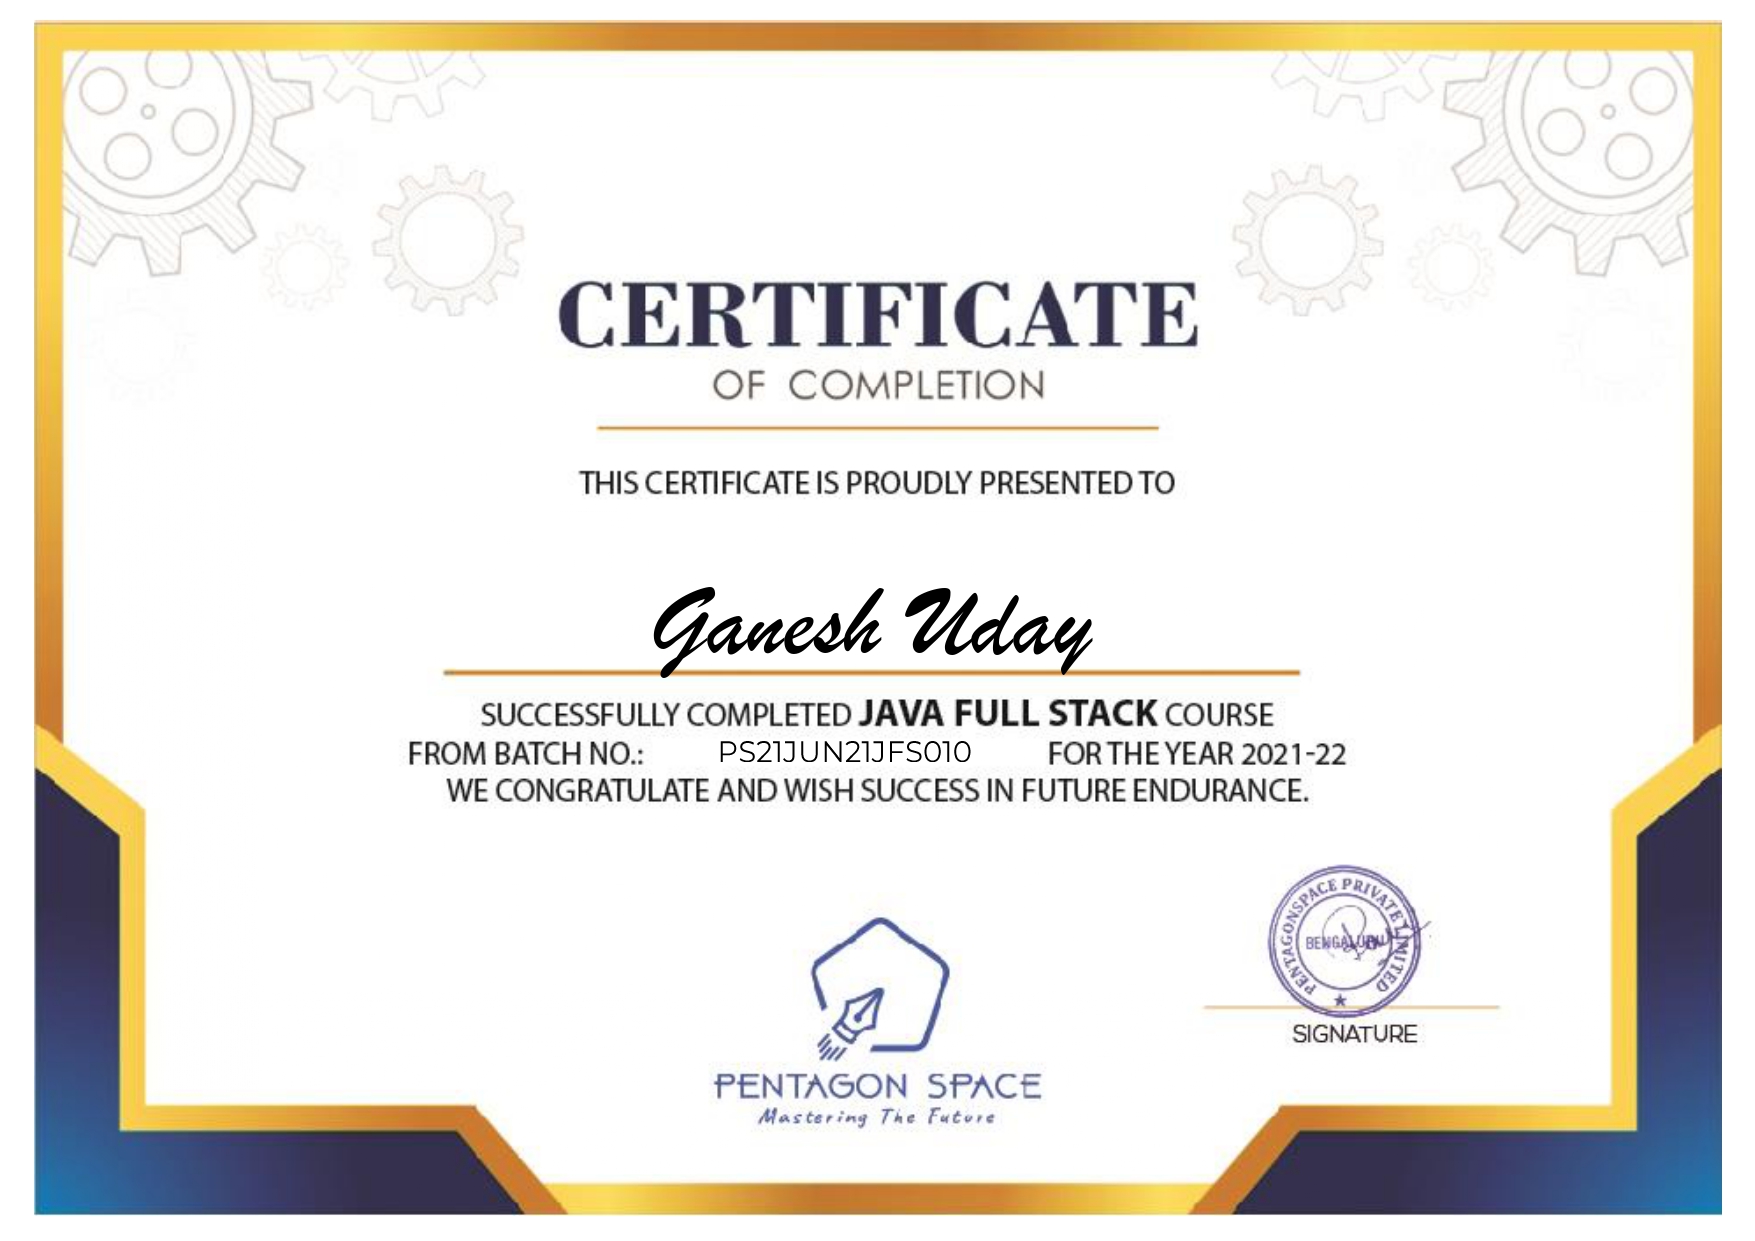 CERTIFICATE
OF COMPLETION
THIS CERTIFICATE IS PROUDLY PRESENTED TO
Ganesh Uday
SUCCESSFULLY COMPLETED JAVA FULL STACK COURSE
FROM BATCH NO.: PS21JUN21JFS010 FOR THE YEAR 2021-22
WE CONGRATULATE AND WISH SUCCESS IN FUTURE ENDURANCE.
PENTAGONSPACE PRIVATE LIMITED
BENGALURU
SIGNATURE
PENTAGON SPACE
Mastering The Future